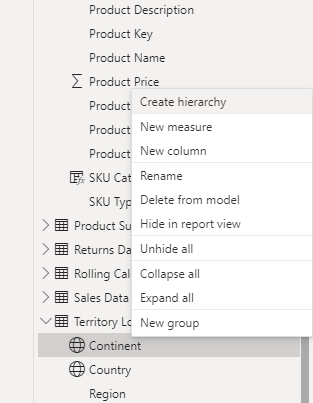 Product Description
Product Key
Product Name
Product Price
Product
Create hierarchy
Product
New measure
Product
New column
SKU Cat
Rename
SKU Typ
Delete from model
Product Su
Hide in report view
Returns Da
Unhide all
Rolling Cal
Collapse all
Sales Data
Expand all
Territory Lo
New group
Continent
Country
Region